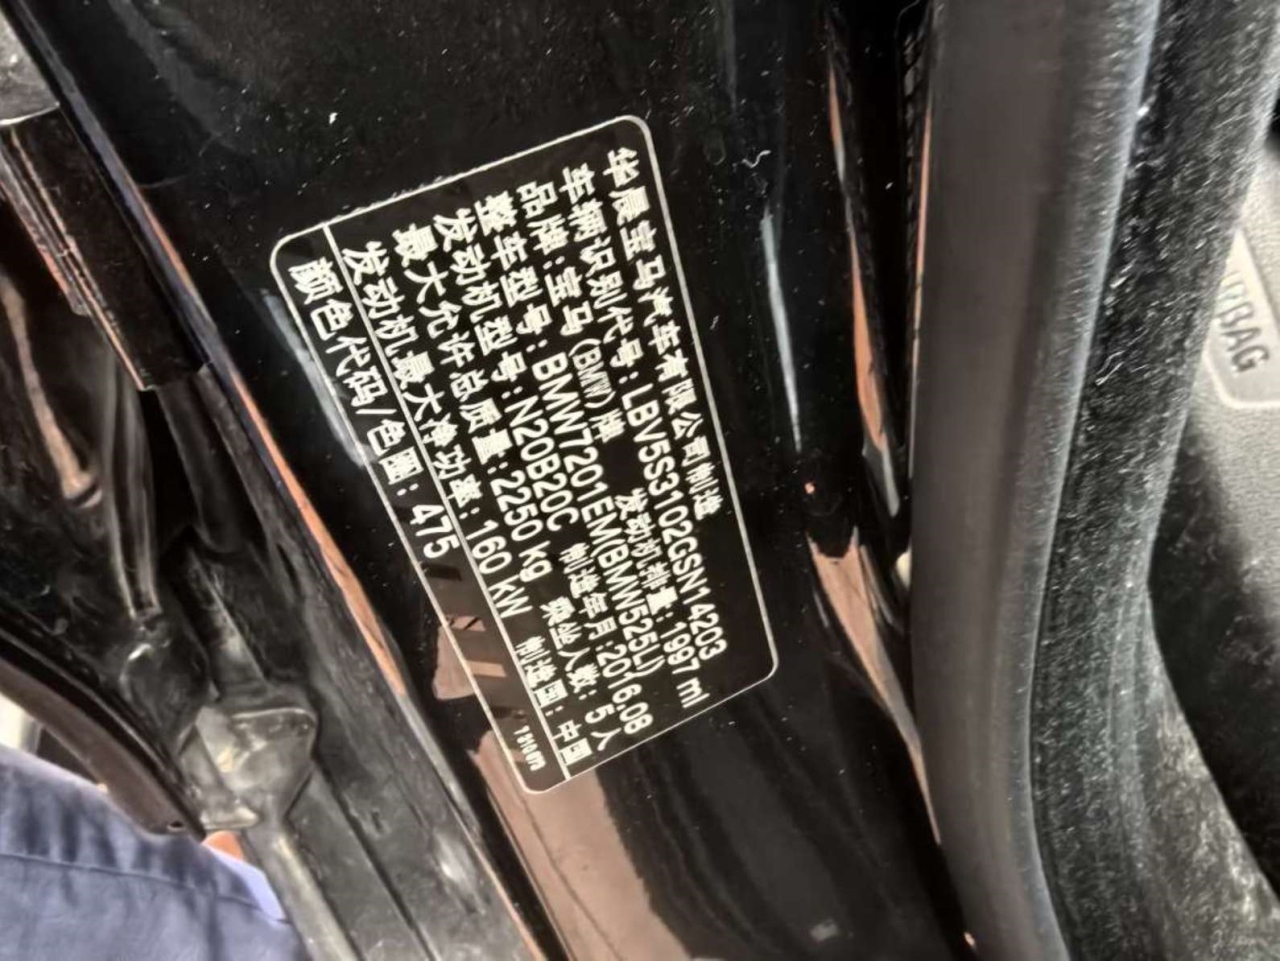 华晨宝马汽车有限公司制造
车辆识别代号:LBV5S3102GSN14203
品牌:宝马(BMW)牌 发动机排量:1997 ml
整车型号:BMW7201EM(BMW525Li)
发动机型号:N20B20C 制造年月:2016.08
最大允许总质量:2250 kg 乘坐人数:5人
发动机最大净功率:160 kW 制造国:中国
颜色代码/色圈:475